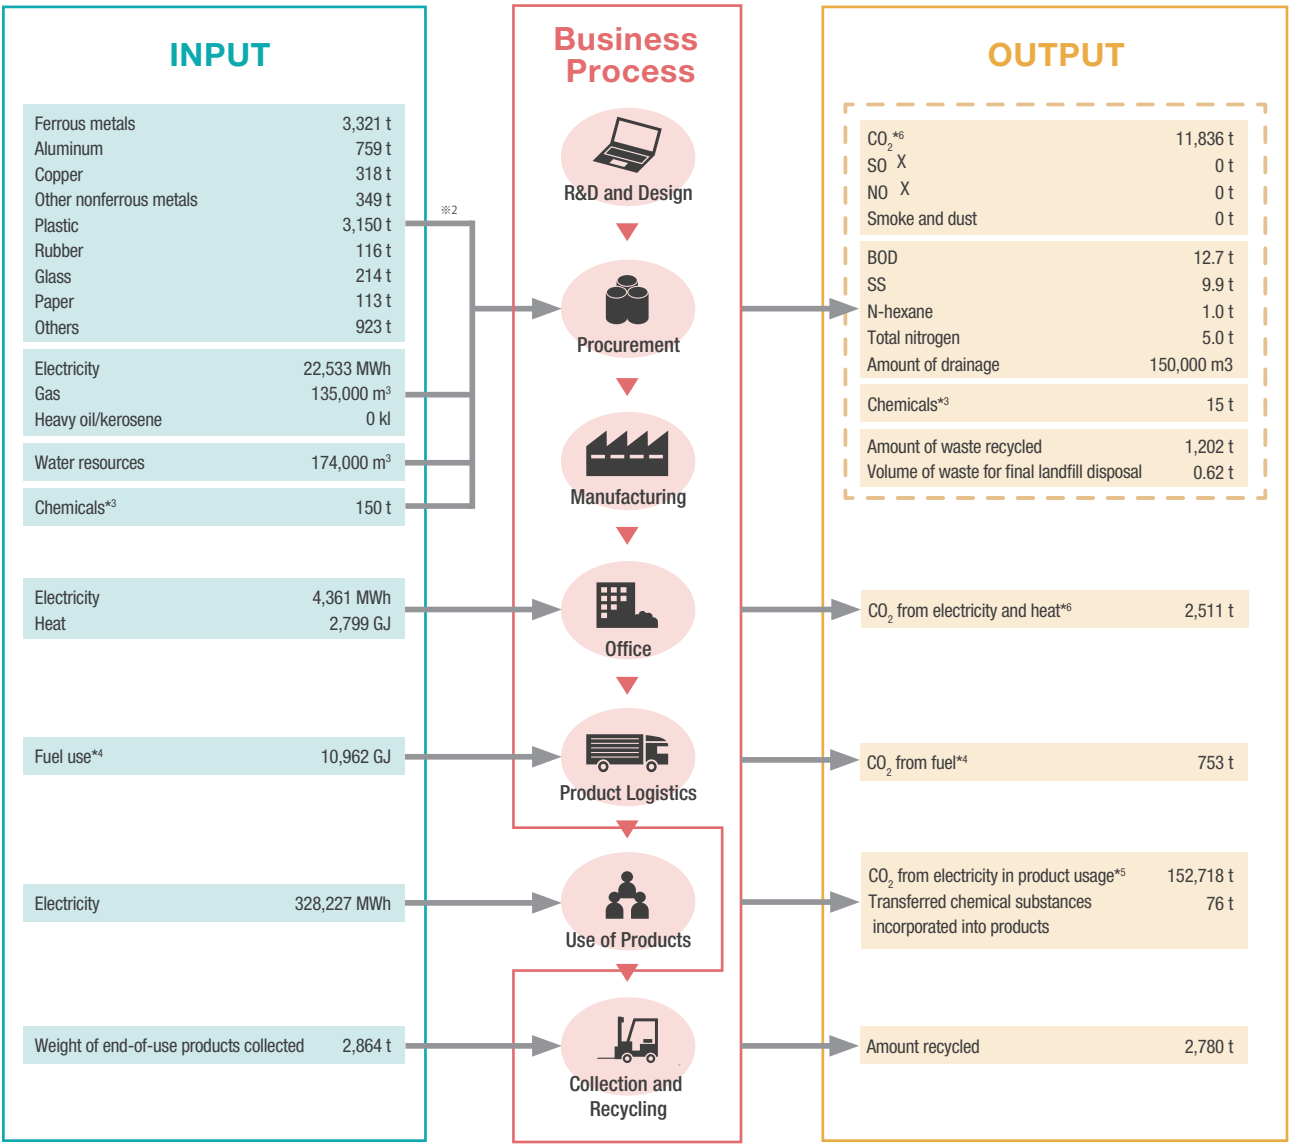 INPUT
Ferrous metals 3,321 t
Aluminum 759 t
Copper 318 t
Other nonferrous metals 349 t
Plastic 3,150 t
Rubber 116 t
Glass 214 t
Paper 113 t
Others 923 t
※2
Electricity 22,533 MWh
Gas 135,000 m³
Heavy oil/kerosene 0 kl
Water resources 174,000 m³
Chemicals*³ 150 t
Electricity 4,361 MWh
Heat 2,799 GJ
Fuel use*⁴ 10,962 GJ
Electricity 328,227 MWh
Weight of end-of-use products collected 2,864 t
Business
Process
R&D and Design
Procurement
Manufacturing
Office
Product Logistics
Use of Products
Collection and
Recycling
OUTPUT
CO₂*⁶ 11,836 t
SO X 0 t
NO X 0 t
Smoke and dust 0 t
BOD 12.7 t
SS 9.9 t
N-hexane 1.0 t
Total nitrogen 5.0 t
Amount of drainage 150,000 m3
Chemicals*³ 15 t
Amount of waste recycled 1,202 t
Volume of waste for final landfill disposal 0.62 t
CO₂ from electricity and heat*⁶ 2,511 t
CO₂ from fuel*⁴ 753 t
CO₂ from electricity in product usage*⁵ 152,718 t
Transferred chemical substances 76 t
incorporated into products
Amount recycled 2,780 t